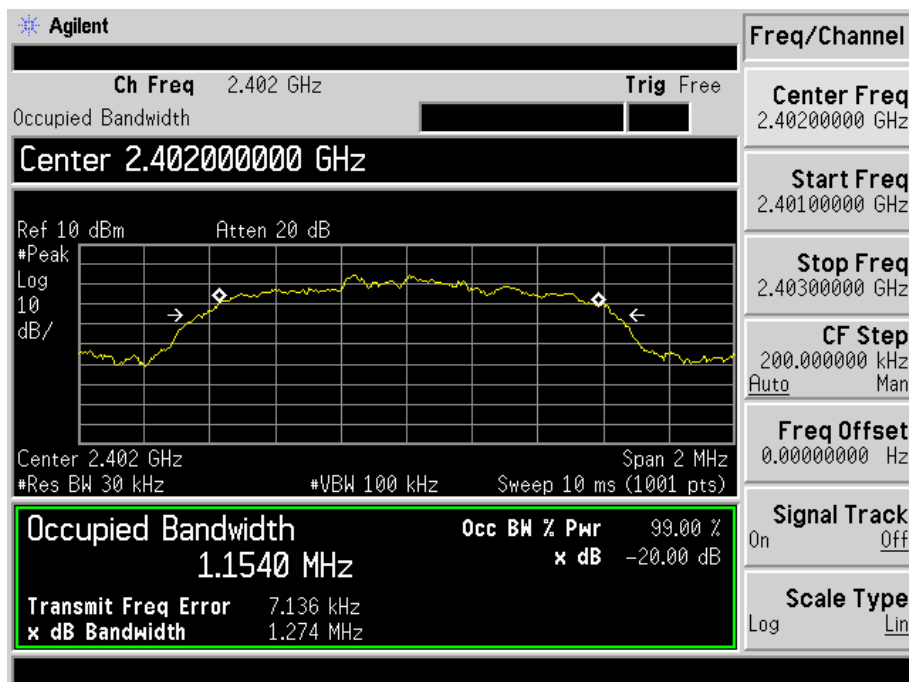 Agilent
Freq/Channel
Ch Freq 2.402 GHz Trig Free
Occupied Bandwidth
Center 2.402000000 GHz
Ref 10 dBm Atten 20 dB
#Peak
Log
10
dB/
Center 2.402 GHz Span 2 MHz
#Res BW 30 kHz #VBW 100 kHz Sweep 10 ms (1001 pts)
Occupied Bandwidth Occ BW % Pwr 99.00 %
1.1540 MHz x dB -20.00 dB
Transmit Freq Error 7.136 kHz
x dB Bandwidth 1.274 MHz
Center Freq
2.40200000 GHz
Start Freq
2.40100000 GHz
Stop Freq
2.40300000 GHz
CF Step
200.000000 kHz
Auto Man
Freq Offset
0.00000000 Hz
Signal Track
On Off
Scale Type
Log Lin